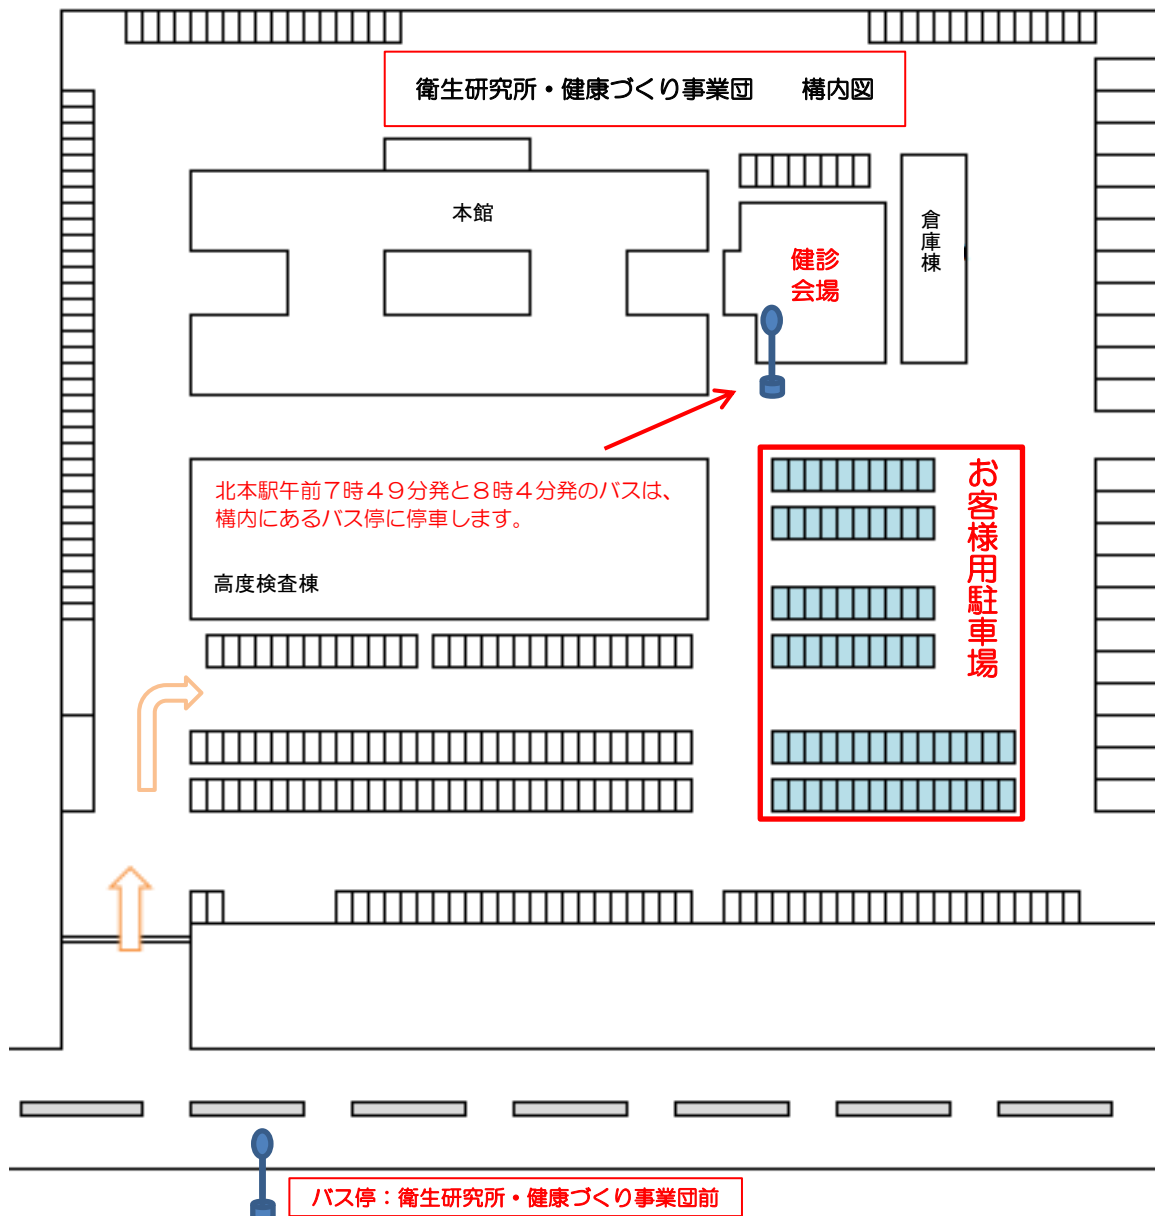 衛生研究所・健康づくり事業団　　構内図
本館
倉庫棟
健診
会場
北本駅午前７時４９分発と８時４分発のバスは、
構内にあるバス停に停車します。
高度検査棟
お客様用駐車場
バス停：衛生研究所・健康づくり事業団前